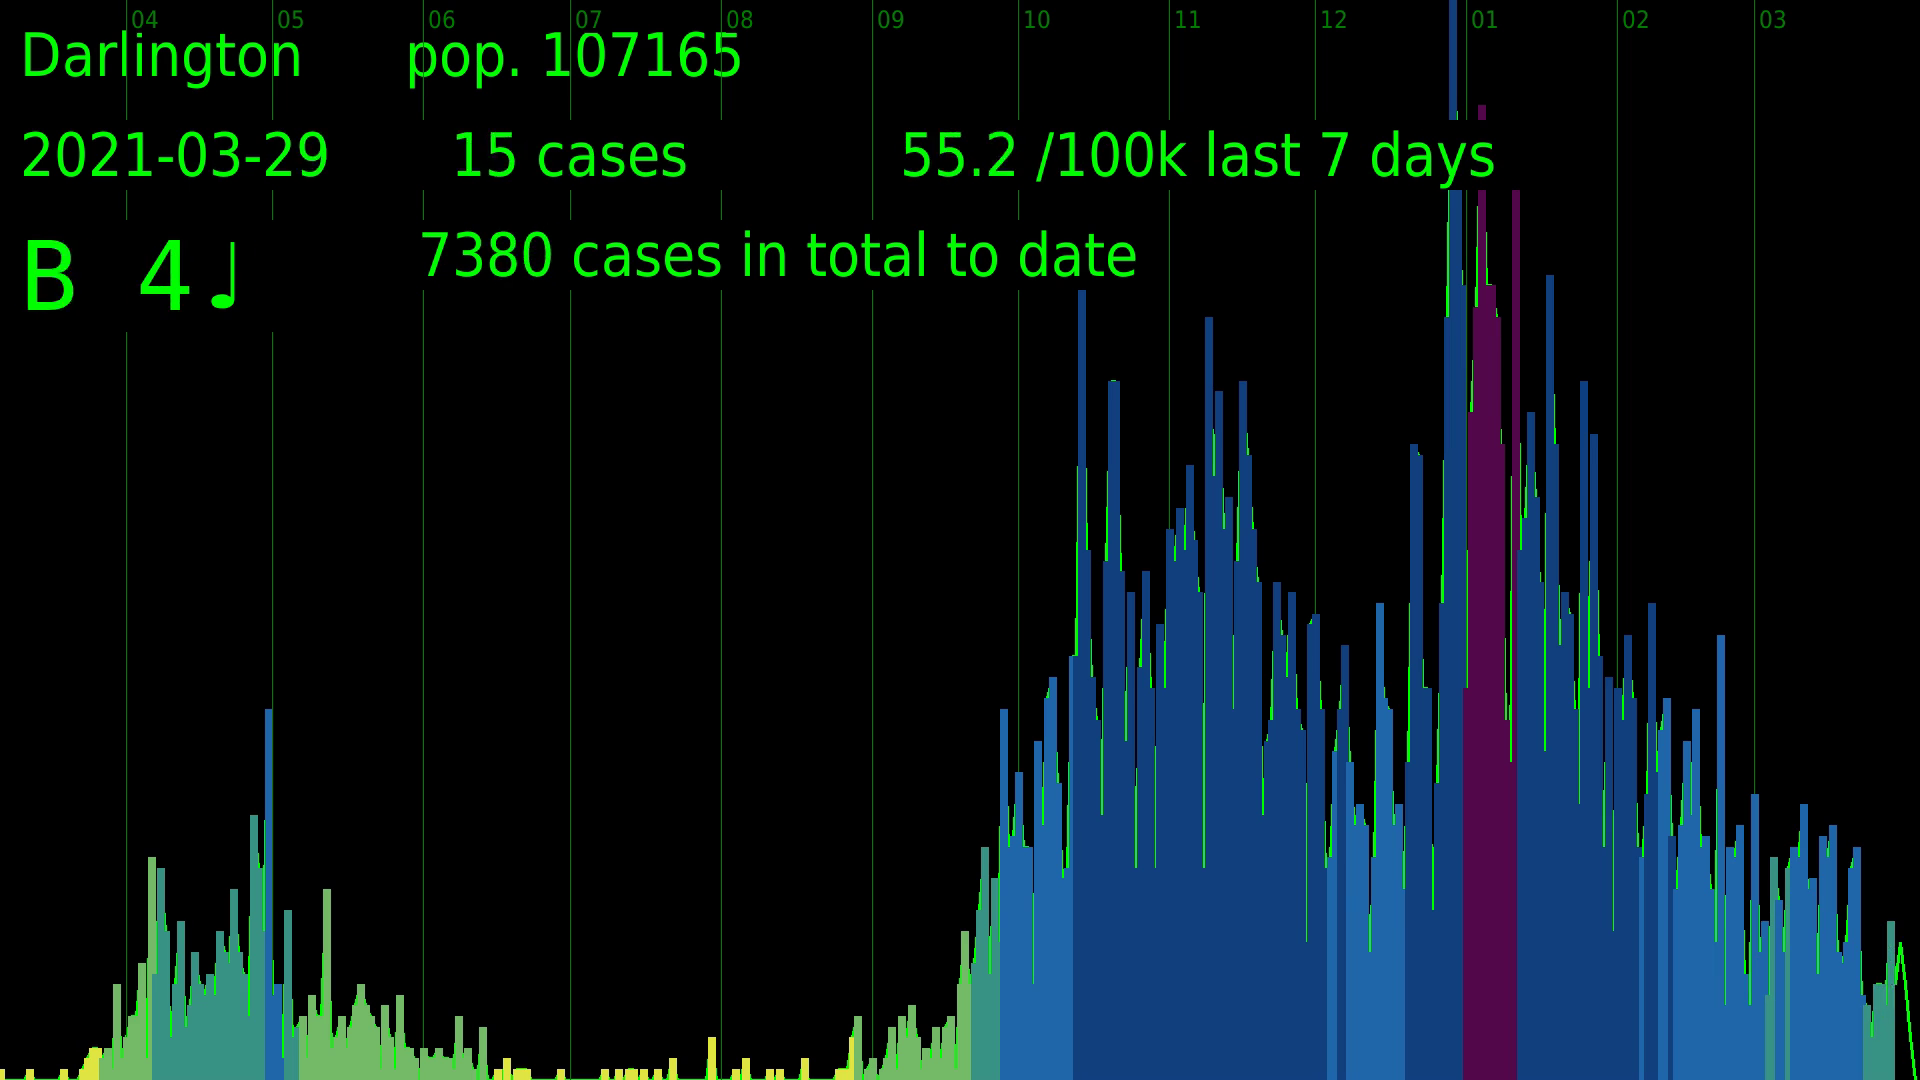 04 05 06 07 08 09 10 11 12 01 02 03
Darlington pop. 107165
2021-03-29 15 cases 55.2 /100k last 7 days
B 4♩ 7380 cases in total to date